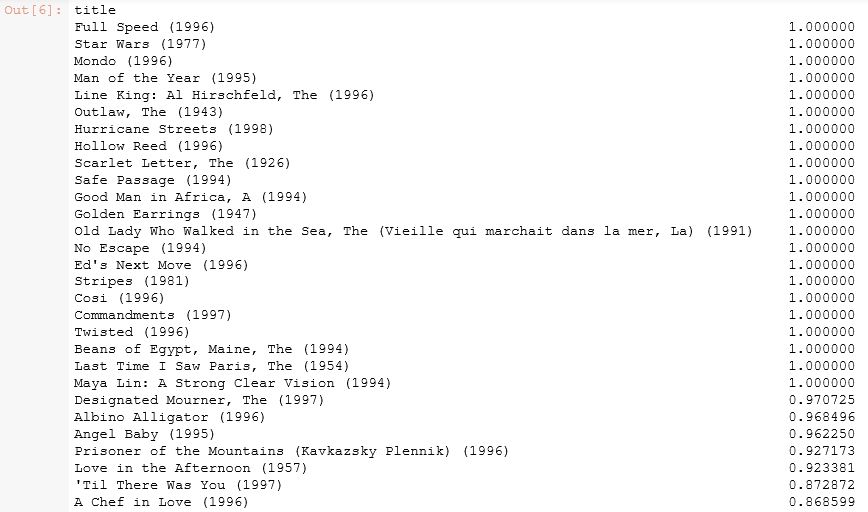 Out[6]: title
Full Speed (1996) 1.000000
Star Wars (1977) 1.000000
Mondo (1996) 1.000000
Man of the Year (1995) 1.000000
Line King: Al Hirschfeld, The (1996) 1.000000
Outlaw, The (1943) 1.000000
Hurricane Streets (1998) 1.000000
Hollow Reed (1996) 1.000000
Scarlet Letter, The (1926) 1.000000
Safe Passage (1994) 1.000000
Good Man in Africa, A (1994) 1.000000
Golden Earrings (1947) 1.000000
Old Lady Who Walked in the Sea, The (Vieille qui marchait dans la mer, La) (1991) 1.000000
No Escape (1994) 1.000000
Ed's Next Move (1996) 1.000000
Stripes (1981) 1.000000
Cosi (1996) 1.000000
Commandments (1997) 1.000000
Twisted (1996) 1.000000
Beans of Egypt, Maine, The (1994) 1.000000
Last Time I Saw Paris, The (1954) 1.000000
Maya Lin: A Strong Clear Vision (1994) 1.000000
Designated Mourner, The (1997) 0.970725
Albino Alligator (1996) 0.968496
Angel Baby (1995) 0.962250
Prisoner of the Mountains (Kavkazsky Plennik) (1996) 0.927173
Love in the Afternoon (1957) 0.923381
'Til There Was You (1997) 0.872872
A Chef in Love (1996) 0.868599